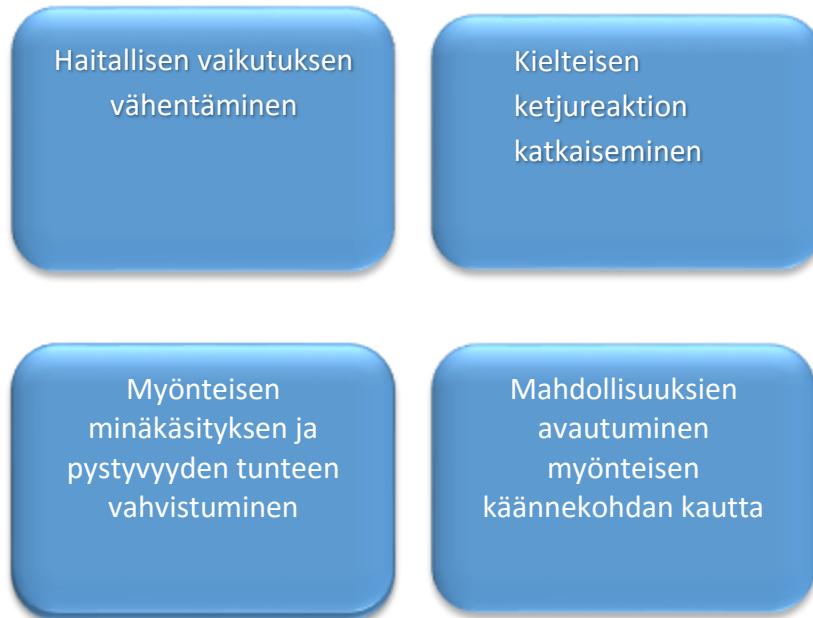 Haitallisen vaikutuksen
vähentäminen
Kielteisen
ketjureaktion
katkaiseminen
Myönteisen
minäkäsityksen ja
pystyvyyden tunteen
vahvistuminen
Mahdollisuuksien
avautuminen
myönteisen
käännekohdan kautta